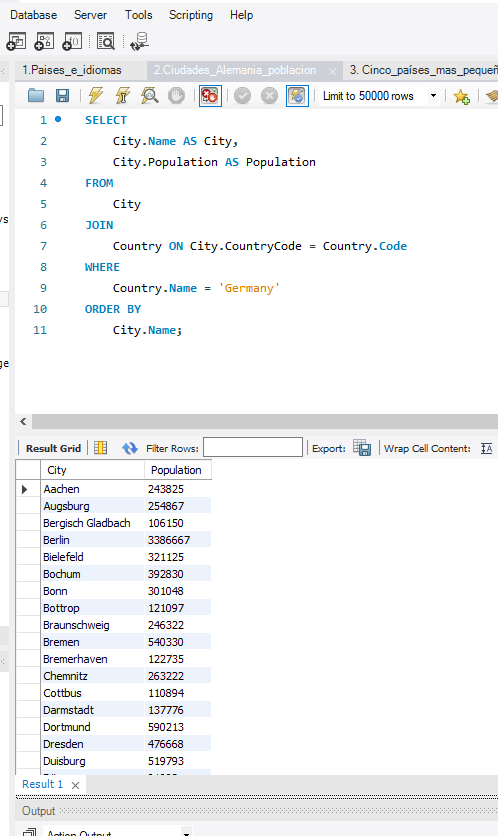 Database Server Tools Scripting Help
1.Paises_e_idiomas 2.Ciudades_Alemania_poblacion 3. Cinco_países_mas_pequeñ
Limit to 50000 rows
1 SELECT
2 City.Name AS City,
3 City.Population AS Population
4 FROM
5 City
6 JOIN
7 Country ON City.CountryCode = Country.Code
8 WHERE
9 Country.Name = 'Germany'
10 ORDER BY
11 City.Name;
Result Grid Filter Rows: Export: Wrap Cell Content: IA
City Population
Aachen 243825
Augsburg 254867
Bergisch Gladbach 106150
Berlin 3386667
Bielefeld 321125
Bochum 392830
Bonn 301048
Bottrop 121097
Braunschweig 246322
Bremen 540330
Bremerhaven 122735
Chemnitz 263222
Cottbus 110894
Darmstadt 137776
Dortmund 590213
Dresden 476668
Duisburg 519793
Result 1
Output
Action Output